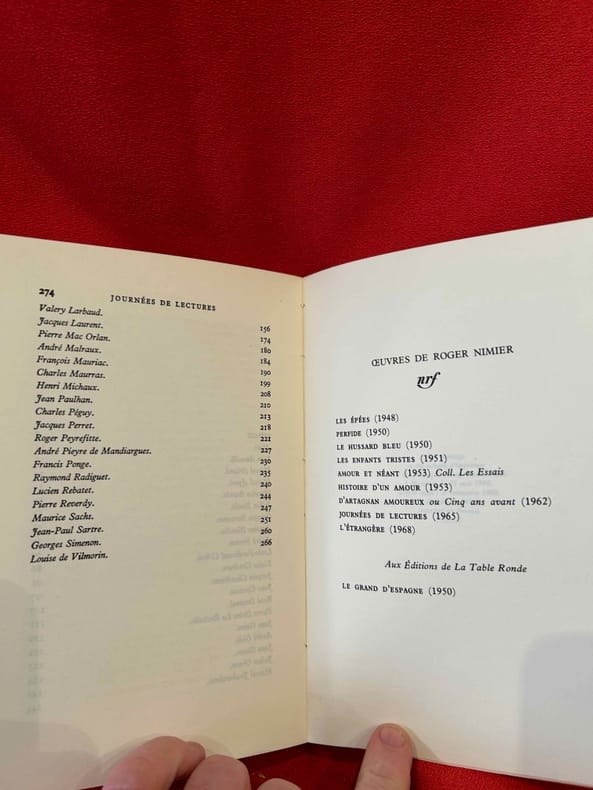 274 JOURNÉES DE LECTURES
Valery Larbaud. 156
Jacques Laurent. 174
Pierre Mac Orlan. 180
André Malraux. 184
François Mauriac. 190
Charles Maurras. 199
Henri Michaux. 208
Jean Paulhan. 210
Charles Péguy. 213
Jacques Perret. 218
Roger Peyrefitte. 221
André Pieyre de Mandiargues. 227
Francis Ponge. 230
Raymond Radiguet. 235
Lucien Rebatet. 240
Pierre Reverdy. 244
Maurice Sachs. 247
Jean-Paul Sartre. 251
Georges Simenon. 260
Louise de Vilmorin. 266
ŒUVRES DE ROGER NIMIER
nrf
LES ÉPÉES (1948)
PERFIDE (1950)
LE HUSSARD BLEU (1950)
LES ENFANTS TRISTES (1951)
AMOUR ET NÉANT (1953) Coll. Les Essais
HISTOIRE D'UN AMOUR (1953)
D'ARTAGNAN AMOUREUX ou Cinq ans avant (1962)
JOURNÉES DE LECTURES (1965)
L'ÉTRANGÈRE (1968)
Aux Éditions de La Table Ronde
LE GRAND D'ESPAGNE (1950)